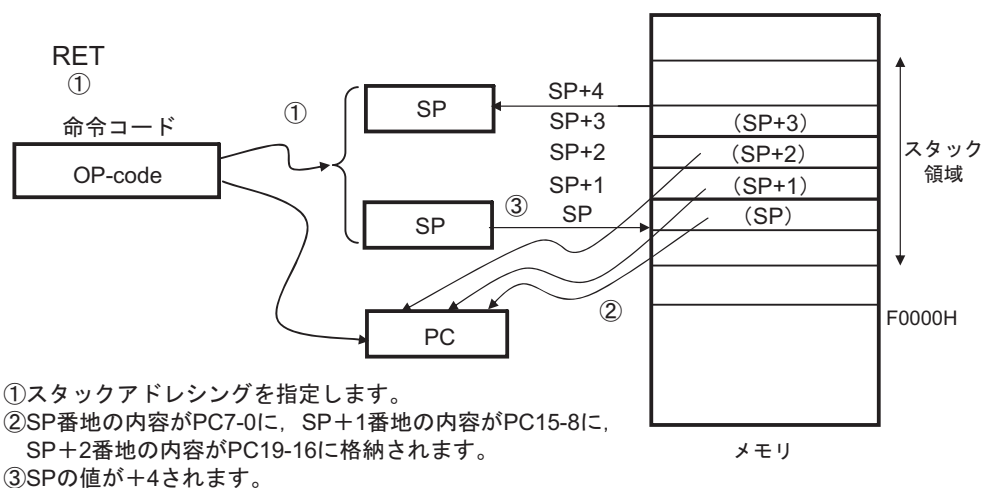 RET
①
命令コード
OP-code
①
SP
SP
③
SP+4
SP+3
SP+2
SP+1
SP
（SP+3）
（SP+2）
（SP+1）
（SP）
スタック
領域
F0000H
②
PC
メモリ
①スタックアドレシングを指定します。
②SP番地の内容がPC7-0に，SP＋1番地の内容がPC15-8に，
SP＋2番地の内容がPC19-16に格納されます。
③SPの値が＋4されます。